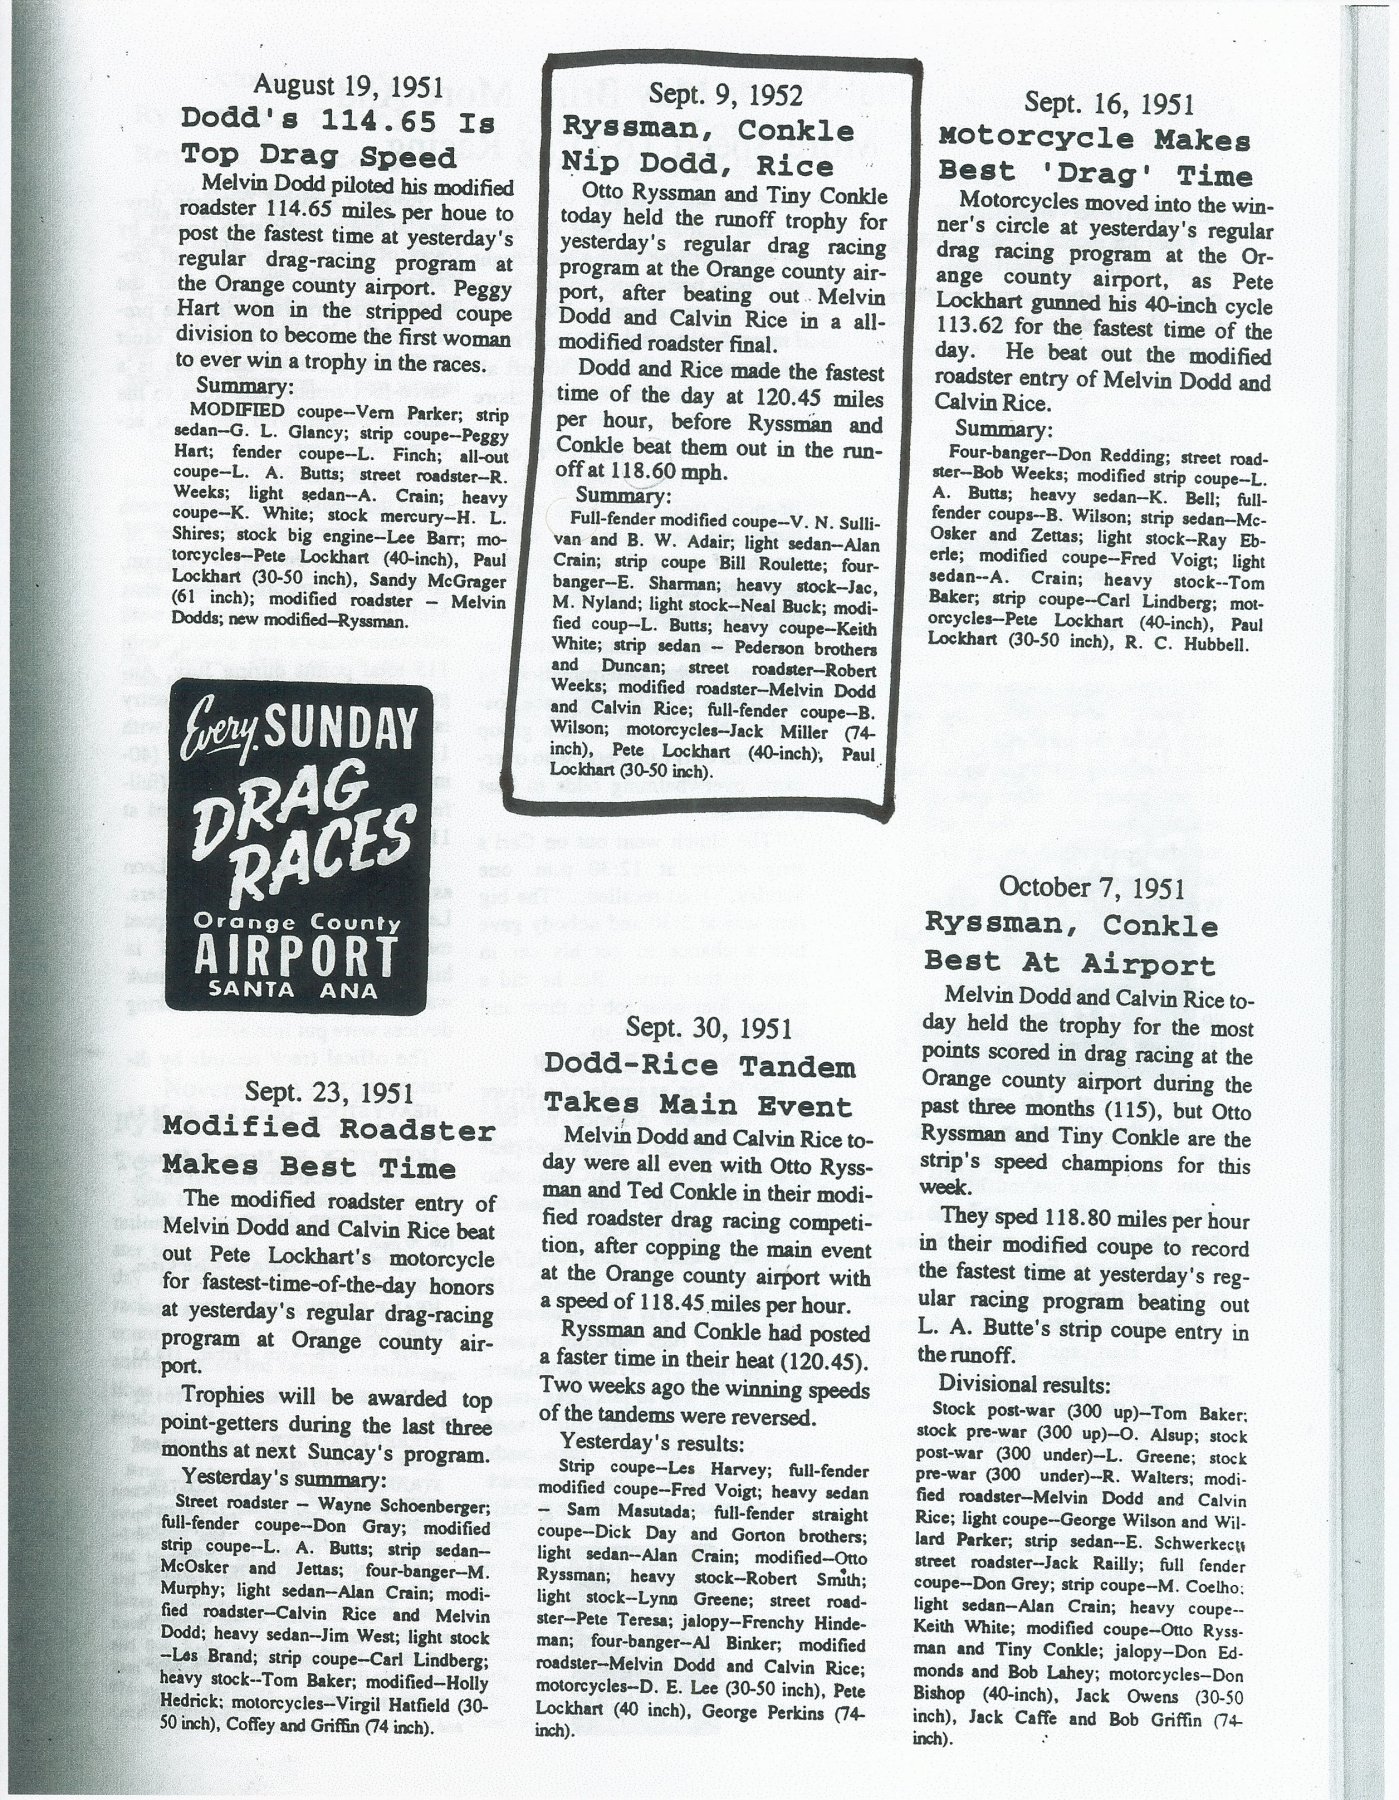 August 19, 1951
Dodd's 114.65 Is
Top Drag Speed
Melvin Dodd piloted his modified
roadster 114.65 miles per houe to
post the fastest time at yesterday's
regular drag-racing program at
the Orange county airport. Peggy
Hart won in the stripped coupe
division to become the first woman
to ever win a trophy in the races.
Summary:
MODIFIED coupe--Vern Parker; strip
sedan--G. L. Glancy; strip coupe--Peggy
Hart; fender coupe--L. Finch; all-out
coupe--L. A. Butts; street roadster--R.
Weeks; light sedan--A. Crain; heavy
coupe--K. White; stock mercury--H. L.
Shires; stock big engine--Lee Barr; mo-
torcycles--Pete Lockhart (40-inch), Paul
Lockhart (30-50 inch), Sandy McGrager
(61 inch); modified roadster -- Melvin
Dodds; new modified--Ryssman.
Every SUNDAY
DRAG
RACES
Orange County
AIRPORT
SANTA ANA
Sept. 23, 1951
Modified Roadster
Makes Best Time
The modified roadster entry of
Melvin Dodd and Calvin Rice beat
out Pete Lockhart's motorcycle
for fastest-time-of-the-day honors
at yesterday's regular drag-racing
program at Orange county air-
port.
Trophies will be awarded top
point-getters during the last three
months at next Suncay's program.
Yesterday's summary:
Street roadster -- Wayne Schoenberger;
full-fender coupe--Don Gray; modified
strip coupe--L. A. Butts; strip sedan--
McOsker and Jettas; four-banger--M.
Murphy; light sedan--Alan Crain; modi-
fied roadster--Calvin Rice and Melvin
Dodd; heavy sedan--Jim West; light stock
--Les Brand; strip coupe--Carl Lindberg;
heavy stock--Tom Baker; modified--Holly
Hedrick; motorcycles--Virgil Hatfield (30-
50 inch), Coffey and Griffin (74 inch).
Sept. 9, 1952
Ryssman, Conkle
Nip Dodd, Rice
Otto Ryssman and Tiny Conkle
today held the runoff trophy for
yesterday's regular drag racing
program at the Orange county air-
port, after beating out Melvin
Dodd and Calvin Rice in a all-
modified roadster final.
Dodd and Rice made the fastest
time of the day at 120.45 miles
per hour, before Ryssman and
Conkle beat them out in the run-
off at 118.60 mph.
Summary:
Full-fender modified coupe--V. N. Sulli-
van and B. W. Adair; light sedan--Alan
Crain; strip coupe Bill Roulette; four-
banger--E. Sharman; heavy stock--Jac,
M. Nyland; light stock--Neal Buck; modi-
fied coup--L. Butts; heavy coupe--Keith
White; strip sedan -- Pederson brothers
and Duncan; street roadster--Robert
Weeks; modified roadster--Melvin Dodd
and Calvin Rice; full-fender coupe--B.
Wilson; motorcycles--Jack Miller (74-
inch), Pete Lockhart (40-inch), Paul
Lockhart (30-50 inch).
Sept. 30, 1951
Dodd-Rice Tandem
Takes Main Event
Melvin Dodd and Calvin Rice to-
day were all even with Otto Ryss-
man and Ted Conkle in their modi-
fied roadster drag racing competi-
tion, after copping the main event
at the Orange county airport with
a speed of 118.45 miles per hour.
Ryssman and Conkle had posted
a faster time in their heat (120.45).
Two weeks ago the winning speeds
of the tandems were reversed.
Yesterday's results:
Strip coupe--Les Harvey; full-fender
modified coupe--Fred Voigt; heavy sedan
-- Sam Masutada; full-fender straight
coupe--Dick Day and Gorton brothers;
light sedan--Alan Crain; modified--Otto
Ryssman; heavy stock--Robert Smith;
light stock--Lynn Greene; street road-
ster--Pete Teresa; jalopy--Frenchy Hinde-
man; four-banger--Al Binker; modified
roadster--Melvin Dodd and Calvin Rice;
motorcycles--D. E. Lee (30-50 inch), Pete
Lockhart (40 inch), George Perkins (74-
inch).
Sept. 16, 1951
Motorcycle Makes
Best 'Drag' Time
Motorcycles moved into the win-
ner's circle at yesterday's regular
drag racing program at the Or-
ange county airport, as Pete
Lockhart gunned his 40-inch cycle
113.62 for the fastest time of the
day. He beat out the modified
roadster entry of Melvin Dodd and
Calvin Rice.
Summary:
Four-banger--Don Redding; street road-
ster--Bob Weeks; modified strip coupe--L.
A. Butts; heavy sedan--K. Bell; full-
fender coups--B. Wilson; strip sedan--Mc-
Osker and Zettas; light stock--Ray Eb-
erle; modified coupe--Fred Voigt; light
sedan--A. Crain; heavy stock--Tom
Baker; strip coupe--Carl Lindberg; mot-
orcycles--Pete Lockhart (40-inch), Paul
Lockhart (30-50 inch), R. C. Hubbell.
October 7, 1951
Ryssman, Conkle
Best At Airport
Melvin Dodd and Calvin Rice to-
day held the trophy for the most
points scored in drag racing at the
Orange county airport during the
past three months (115), but Otto
Ryssman and Tiny Conkle are the
strip's speed champions for this
week.
They sped 118.80 miles per hour
in their modified coupe to record
the fastest time at yesterday's reg-
ular racing program beating out
L. A. Butte's strip coupe entry in
the runoff.
Divisional results:
Stock post-war (300 up)--Tom Baker;
stock pre-war (300 up)--O. Alsup; stock
post-war (300 under)--L. Greene; stock
pre-war (300 under)--R. Walters; modi-
fied roadster--Melvin Dodd and Calvin
Rice; light coupe--George Wilson and Wil-
lard Parker; strip sedan--E.
street roadster--Jack Railly; full fender
coupe--Don Grey; strip coupe--M. Coelho;
light sedan--Alan Crain; heavy coupe--
Keith White; modified coupe--Otto Ryss-
man and Tiny Conkle; jalopy--Don Ed-
monds and Bob Lahey; motorcycles--Don
Bishop (40-inch), Jack Owens (30-50
inch), Jack Caffe and Bob Griffin (74-
inch).